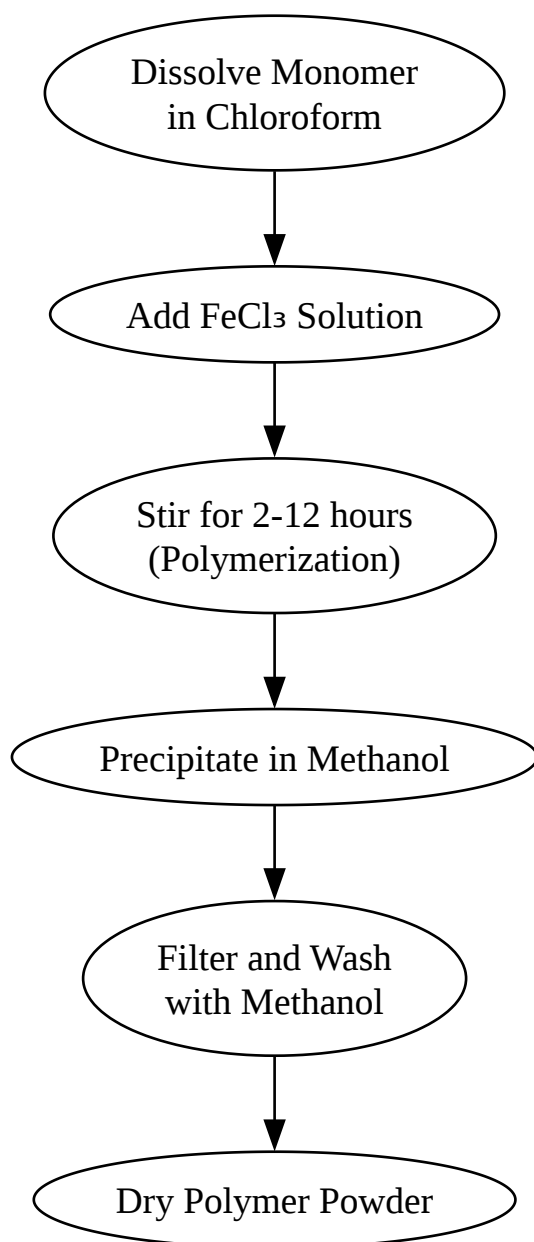 Dissolve Monomer
in Chloroform
Add FeCl₃ Solution
Stir for 2-12 hours
(Polymerization)
Precipitate in Methanol
Filter and Wash
with Methanol
Dry Polymer Powder